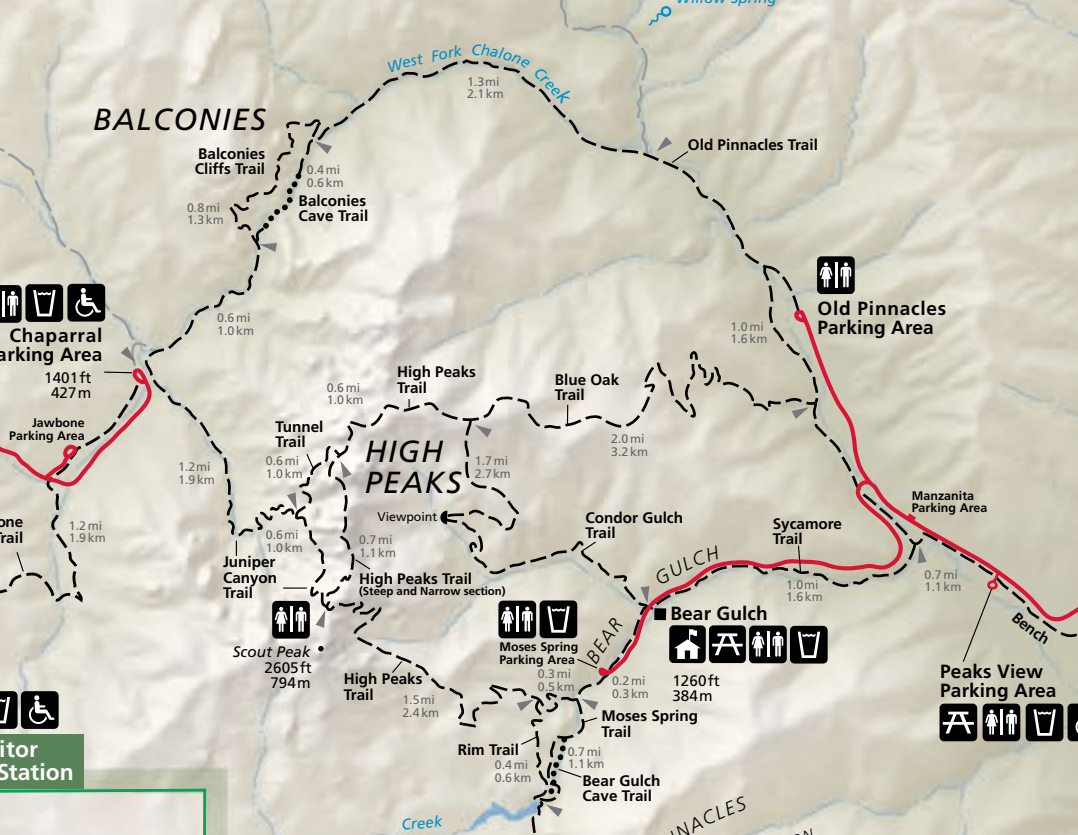 Willow Spring
West Fork Chalone Creek
1.3 mi
2.1 km
BALCONIES
Balconies
Cliffs Trail
0.4 mi
0.6 km
Old Pinnacles Trail
0.8 mi
1.3 km
Balconies
Cave Trail
Old Pinnacles
Parking Area
0.6 mi
1.0 km
1.0 mi
1.6 km
Chaparral
arking Area
1401 ft
427 m
Jawbone
Parking Area
High Peaks
Trail
0.6 mi
1.0 km
Blue Oak
Trail
2.0 mi
3.2 km
Tunnel
Trail
0.6 mi
1.0 km
HIGH
PEAKS
1.7 mi
2.7 km
1.2 mi
1.9 km
Viewpoint
Manzanita
Parking Area
one
Trail
1.2 mi
1.9 km
0.6 mi
1.0 km
0.7 mi
1.1 km
Condor Gulch
Trail
Sycamore
Trail
Juniper
Canyon
Trail
High Peaks Trail
(Steep and Narrow section)
BEAR GULCH
1.0 mi
1.6 km
0.7 mi
1.1 km
Bench
Bear Gulch
1260 ft
384 m
Moses Spring
Parking Area
0.3 mi
0.5 km
0.2 mi
0.3 km
Scout Peak
2605 ft
794 m
High Peaks
Trail
1.5 mi
2.4 km
Peaks View
Parking Area
Moses Spring
Trail
Rim Trail
0.4 mi
0.6 km
0.7 mi
1.1 km
Bear Gulch
Cave Trail
itor
Station
Creek
NNACLES
ON